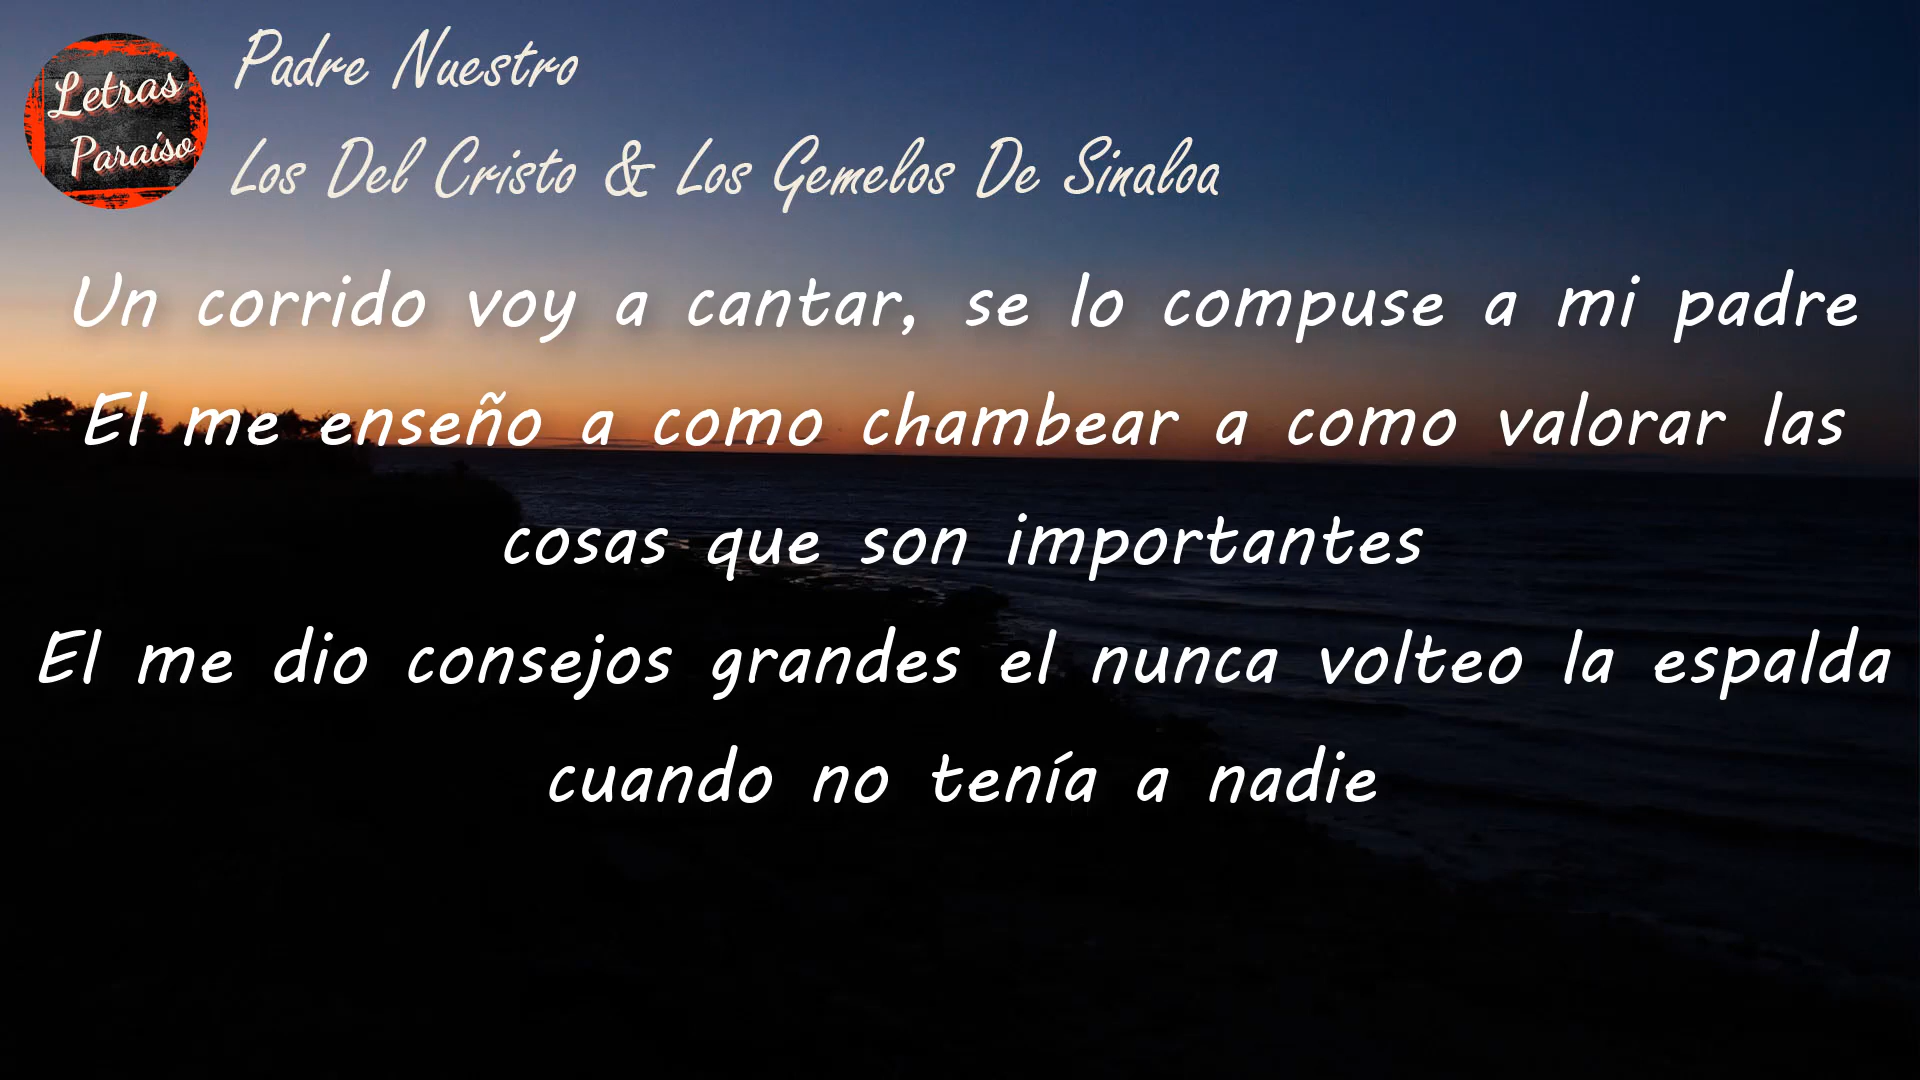 Letras
Paraíso
Padre Nuestro
Los Del Cristo & Los Gemelos De Sinaloa
Un corrido voy a cantar, se lo compuse a mi padre
El me enseño a como chambear a como valorar las
cosas que son importantes
El me dio consejos grandes el nunca volteo la espalda
cuando no tenía a nadie